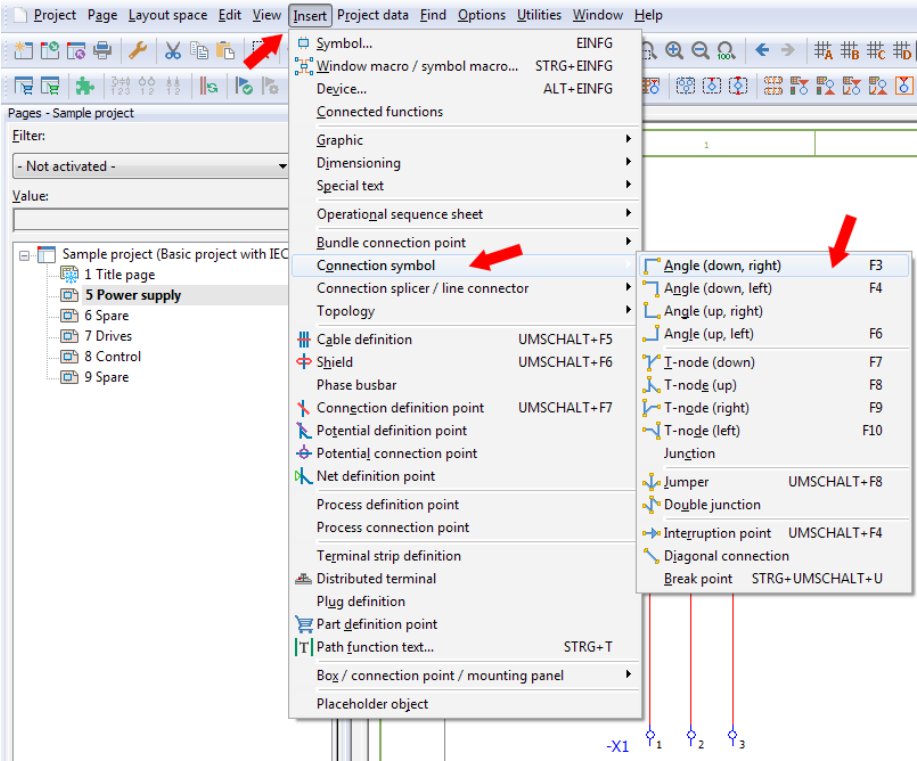 Project Page Layout space Edit View Insert Project data Find Options Utilities Window Help
Pages - Sample project
Filter:
- Not activated -
Value:
Sample project (Basic project with IEC
1 Title page
5 Power supply
6 Spare
7 Drives
8 Control
9 Spare
Symbol... EINFG
Window macro / symbol macro... STRG+EINFG
Device... ALT+EINFG
Connected functions
Graphic
Dimensioning
Special text
Operational sequence sheet
Bundle connection point
Connection symbol
Connection splicer / line connector
Topology
Cable definition UMSCHALT+F5
Shield UMSCHALT+F6
Phase busbar
Connection definition point UMSCHALT+F7
Potential definition point
Potential connection point
Net definition point
Process definition point
Process connection point
Terminal strip definition
Distributed terminal
Plug definition
Part definition point
Path function text... STRG+T
Box / connection point / mounting panel
Placeholder object
Angle (down, right) F3
Angle (down, left) F4
Angle (up, right)
Angle (up, left) F6
T-node (down) F7
T-node (up) F8
T-node (right) F9
T-node (left) F10
Junction
Jumper UMSCHALT+F8
Double junction
Interruption point UMSCHALT+F4
Diagonal connection
Break point STRG+UMSCHALT+U
1
-X1 1 2 3